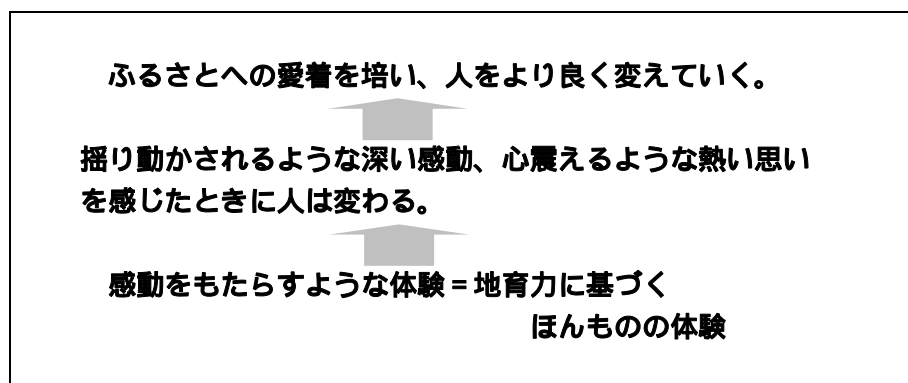 ふるさとへの愛着を培い、人をより良く変えていく。
揺り動かされるような深い感動、心震えるような熱い思い
を感じたときに人は変わる。
感動をもたらすような体験＝地育力に基づく
ほんものの体験